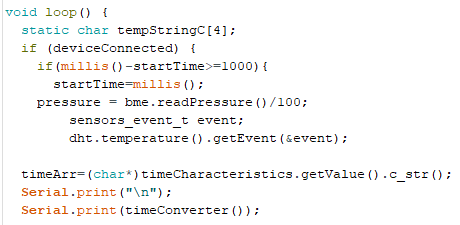 void loop() {
static char tempStringC[4];
if (deviceConnected) {
if(millis()-startTime>=1000){
startTime=millis();
pressure = bme.readPressure()/100;
sensors_event_t event;
dht.temperature().getEvent(&event);
timeArr=(char*)timeCharacteristics.getValue().c_str();
Serial.print("\n");
Serial.print(timeConverter());